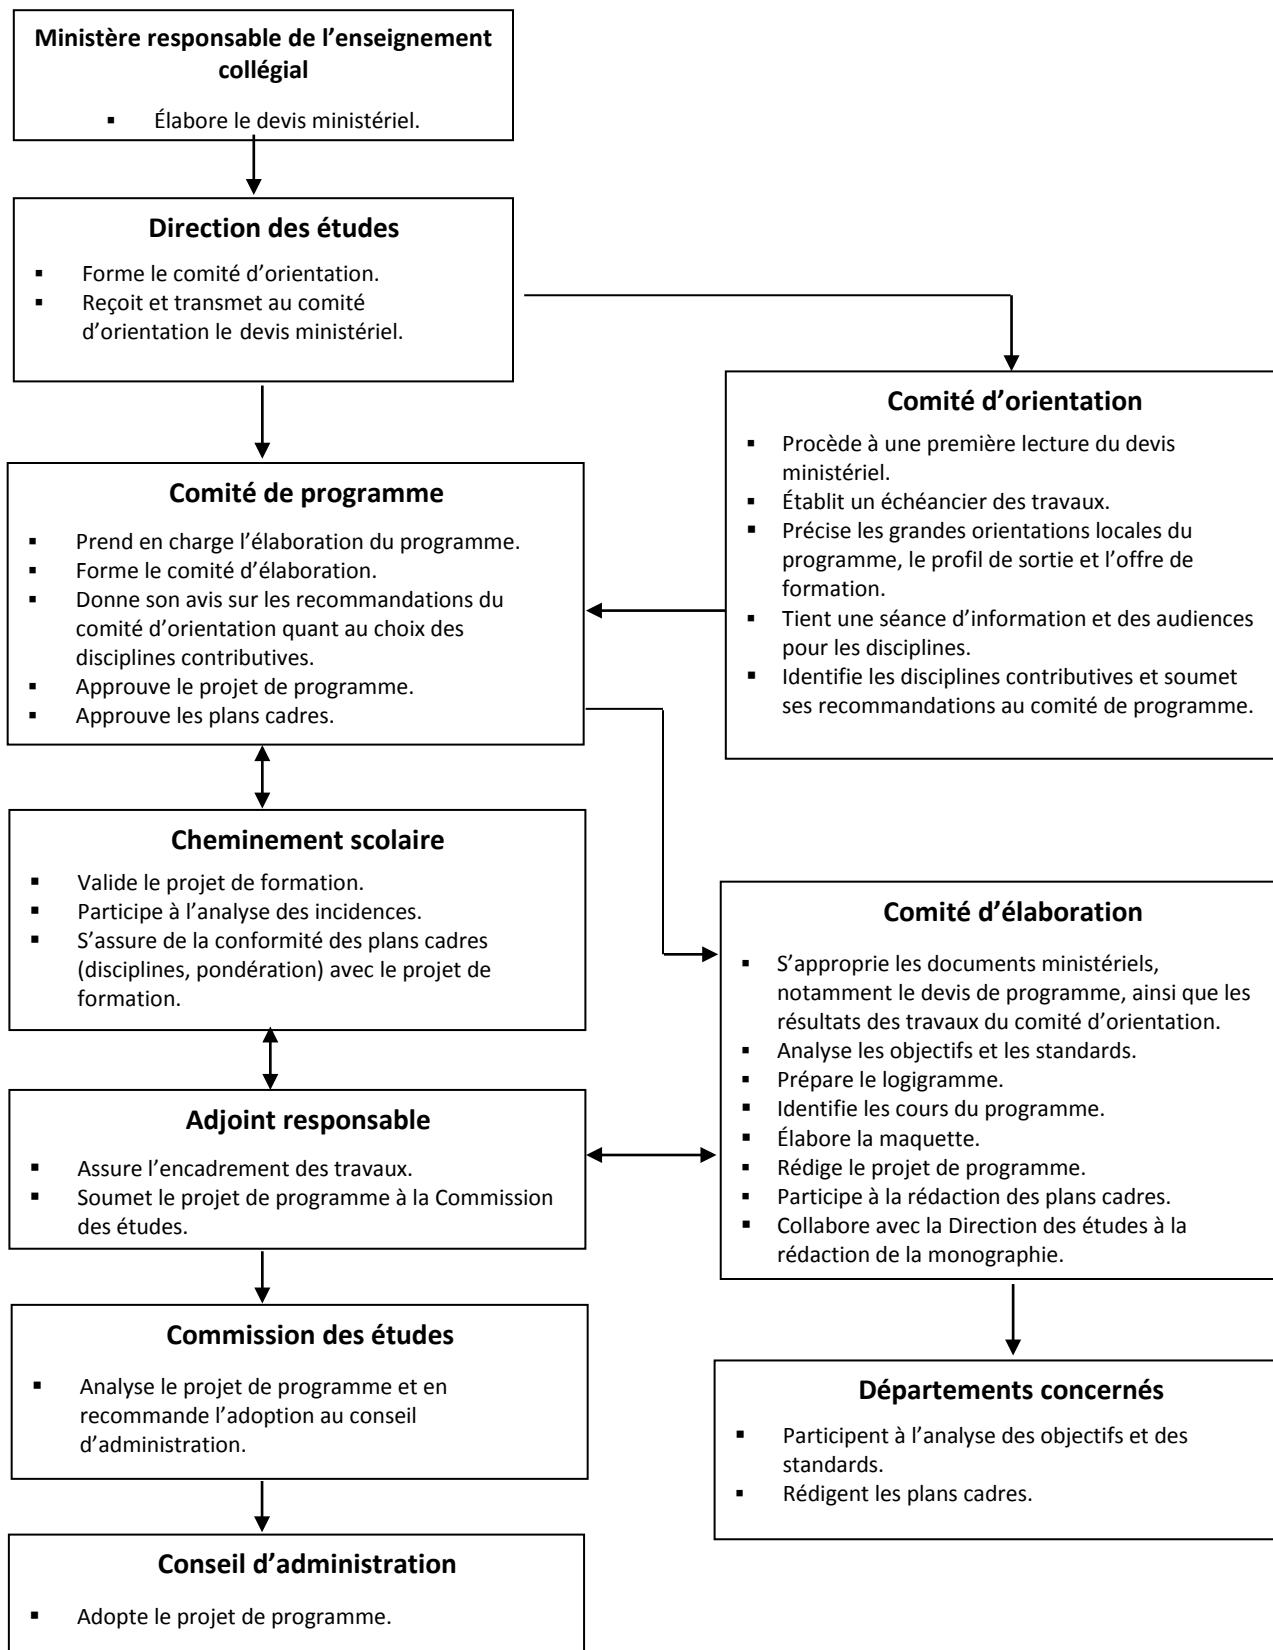 Ministère responsable de l’enseignement
collégial
▪ Élabore le devis ministériel.
Direction des études
▪ Forme le comité d’orientation.
▪ Reçoit et transmet au comité
d’orientation le devis ministériel.
Comité d’orientation
▪ Procède à une première lecture du devis
ministériel.
▪ Établit un échéancier des travaux.
▪ Précise les grandes orientations locales du
programme, le profil de sortie et l’offre de
formation.
▪ Tient une séance d’information et des audiences
pour les disciplines.
▪ Identifie les disciplines contributives et soumet
ses recommandations au comité de programme.
Comité de programme
▪ Prend en charge l’élaboration du programme.
▪ Forme le comité d’élaboration.
▪ Donne son avis sur les recommandations du
comité d’orientation quant au choix des
disciplines contributives.
▪ Approuve le projet de programme.
▪ Approuve les plans cadres.
Cheminement scolaire
▪ Valide le projet de formation.
▪ Participe à l’analyse des incidences.
▪ S’assure de la conformité des plans cadres
(disciplines, pondération) avec le projet de
formation.
Comité d’élaboration
▪ S’approprie les documents ministériels,
notamment le devis de programme, ainsi que les
résultats des travaux du comité d’orientation.
▪ Analyse les objectifs et les standards.
▪ Prépare le logigramme.
▪ Identifie les cours du programme.
▪ Élabore la maquette.
▪ Rédige le projet de programme.
▪ Participe à la rédaction des plans cadres.
▪ Collabore avec la Direction des études à la
rédaction de la monographie.
Adjoint responsable
▪ Assure l’encadrement des travaux.
▪ Soumet le projet de programme à la Commission
des études.
Commission des études
▪ Analyse le projet de programme et en
recommande l’adoption au conseil
d’administration.
Départements concernés
▪ Participent à l’analyse des objectifs et des
standards.
▪ Rédigent les plans cadres.
Conseil d’administration
▪ Adopte le projet de programme.